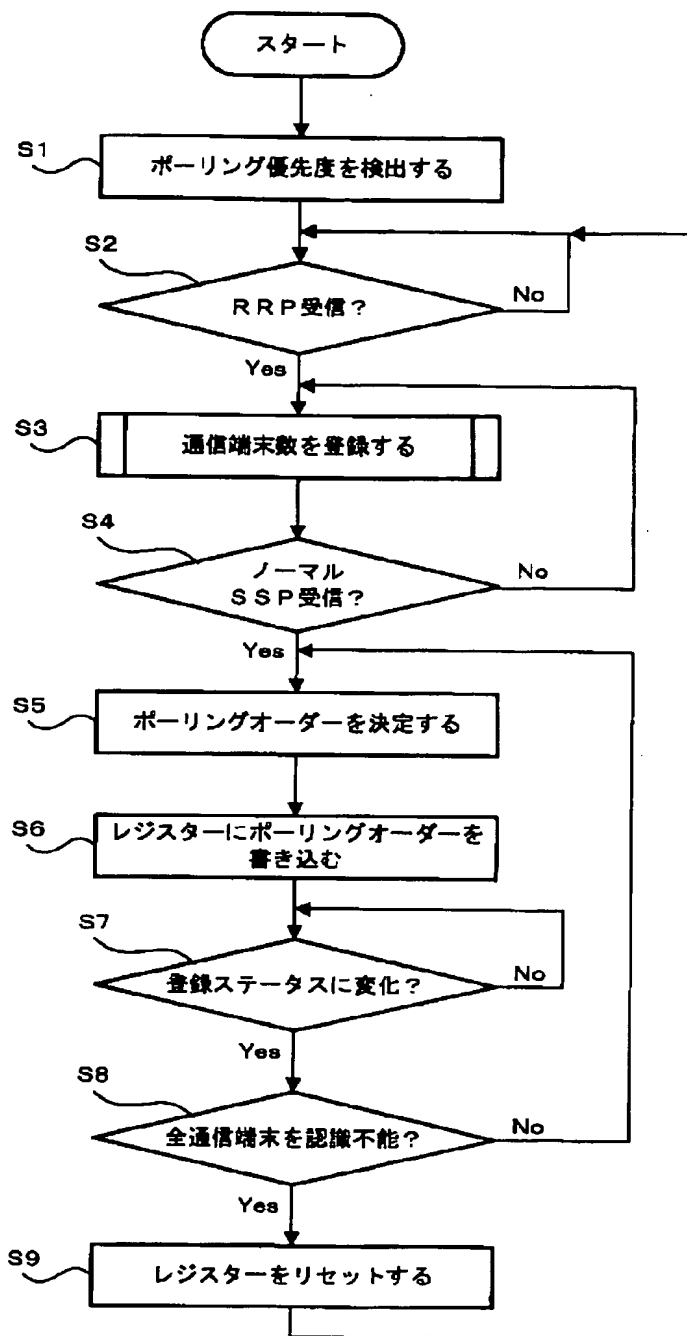 スタート
S1
ポーリング優先度を検出する
S2
RRP受信？
No
Yes
S3
通信端末数を登録する
S4
ノーマル
SSP受信？
No
Yes
S5
ポーリングオーダーを決定する
S6
レジスターにポーリングオーダーを
書き込む
S7
登録ステータスに変化？
No
Yes
S8
全通信端末を認識不能？
No
Yes
S9
レジスターをリセットする